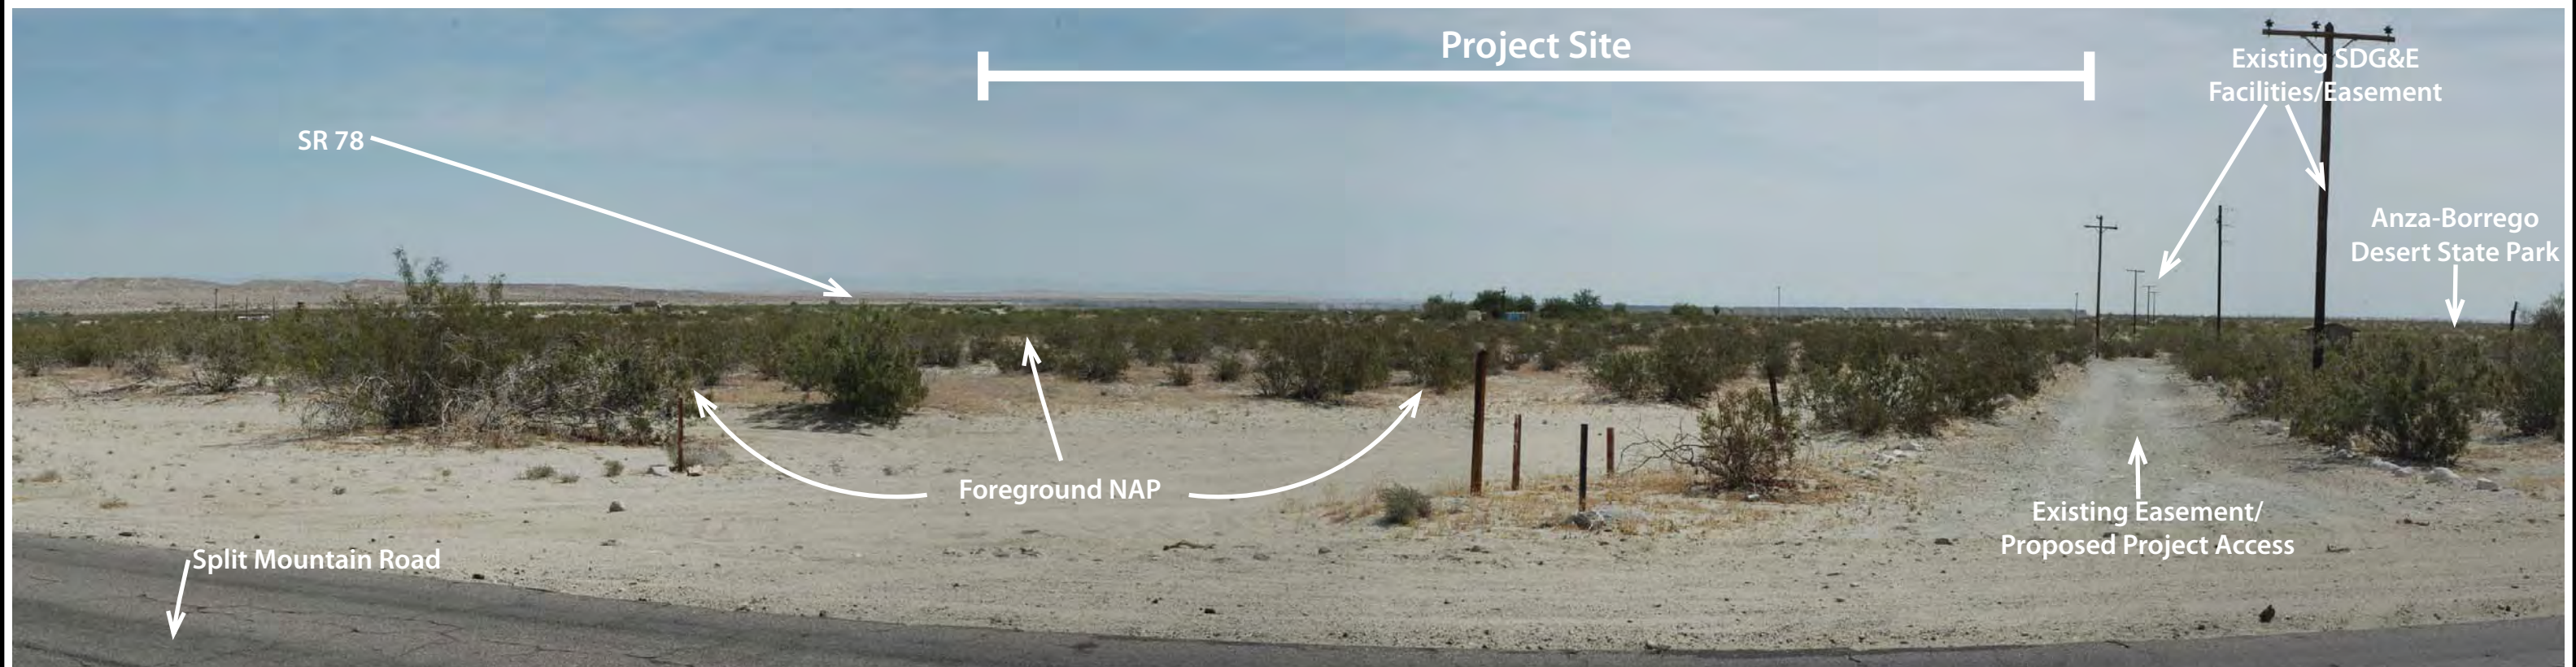 Project Site
Existing SDG&E
Facilities/Easement
SR 78
Anza-Borrego
Desert State Park
Foreground NAP
Existing Easement/
Proposed Project Access
Split Mountain Road